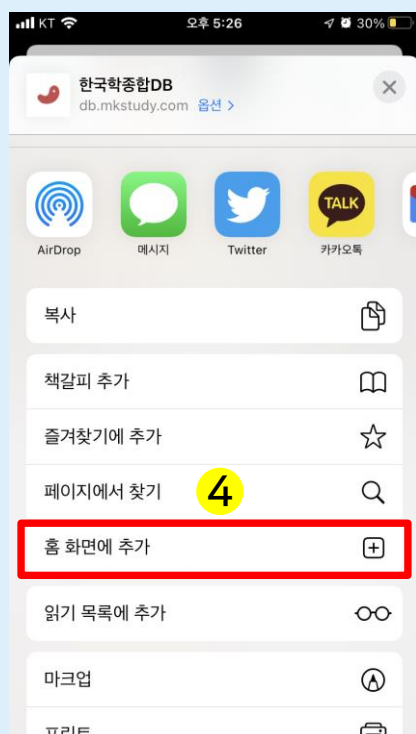 KT 오후 5:26 30%
한국학종합DB
db.mkstudy.com 옵션 >
TALK
AirDrop 메시지 Twitter 카카오톡
복사
책갈피 추가
즐겨찾기에 추가
페이지에서 찾기 4
홈 화면에 추가
읽기 목록에 추가
마크업
프린트